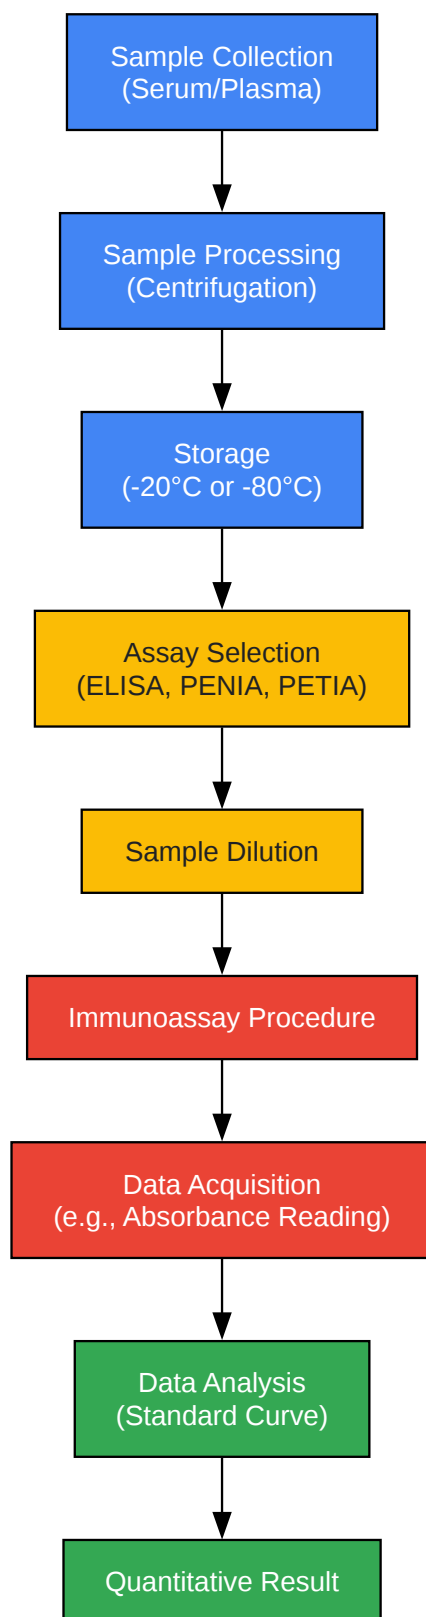 Sample Collection
(Serum/Plasma)
Sample Processing
(Centrifugation)
Storage
(-20°C or -80°C)
Assay Selection
(ELISA, PENIA, PETIA)
Sample Dilution
Immunoassay Procedure
Data Acquisition
(e.g., Absorbance Reading)
Data Analysis
(Standard Curve)
Quantitative Result